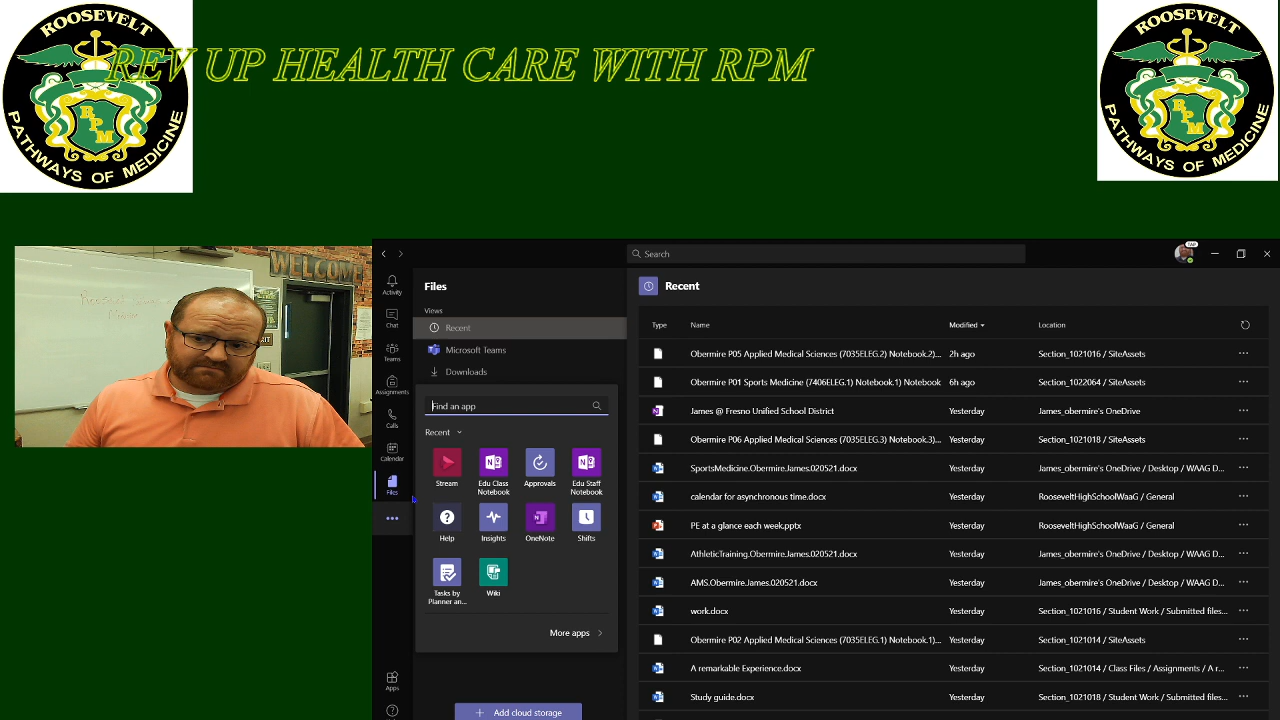 ROOSEVELT
RPM
PATHWAYS OF MEDICINE
REV UP HEALTH CARE WITH RPM
ROOSEVELT
RPM
PATHWAYS OF MEDICINE
WELCOME
Search
Activity
Chat
Teams
Assignments
Calls
Calendar
Files
Apps
Files
Views
Recent
Microsoft Teams
Downloads
Find an app
Recent
Stream
Edu Class Notebook
Approvals
Edu Staff Notebook
Help
Insights
OneNote
Shifts
Tasks by Planner an...
Wiki
More apps
Add cloud storage
Recent
Type Name Modified Location
Obermire P05 Applied Medical Sciences (7035ELEG.2) Notebook.2)... 2h ago Section_1021016 / SiteAssets
Obermire P01 Sports Medicine (7406ELEG.1) Notebook.1) Notebook 6h ago Section_1022064 / SiteAssets
James @ Fresno Unified School District Yesterday James_obermire's OneDrive
Obermire P06 Applied Medical Sciences (7035ELEG.3) Notebook.3)... Yesterday Section_1021018 / SiteAssets
SportsMedicine.Obermire.James.020521.docx Yesterday James_obermire's OneDrive / Desktop / WAAG D...
calendar for asynchronous time.docx Yesterday RooseveltHighSchoolWaaG / General
PE at a glance each week.pptx Yesterday RooseveltHighSchoolWaaG / General
AthleticTraining.Obermire.James.020521.docx Yesterday James_obermire's OneDrive / Desktop / WAAG D...
AMS.Obermire.James.020521.docx Yesterday James_obermire's OneDrive / Desktop / WAAG D...
work.docx Yesterday Section_1021016 / Student Work / Submitted files...
Obermire P02 Applied Medical Sciences (7035ELEG.1) Notebook.1)... Yesterday Section_1021014 / SiteAssets
A remarkable Experience.docx Yesterday Section_1021014 / Class Files / Assignments / A r...
Study guide.docx Yesterday Section_1021018 / Student Work / Submitted files...